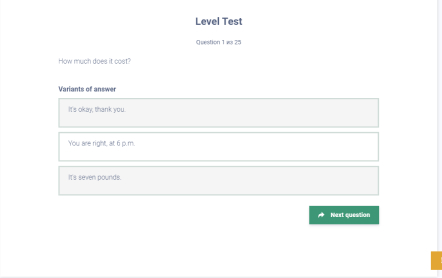 Level Test
Question 1 из 25
How much does it cost?
Variants of answer
It's okay, thank you.
You are right, at 6 p.m.
It's seven pounds.
Next question